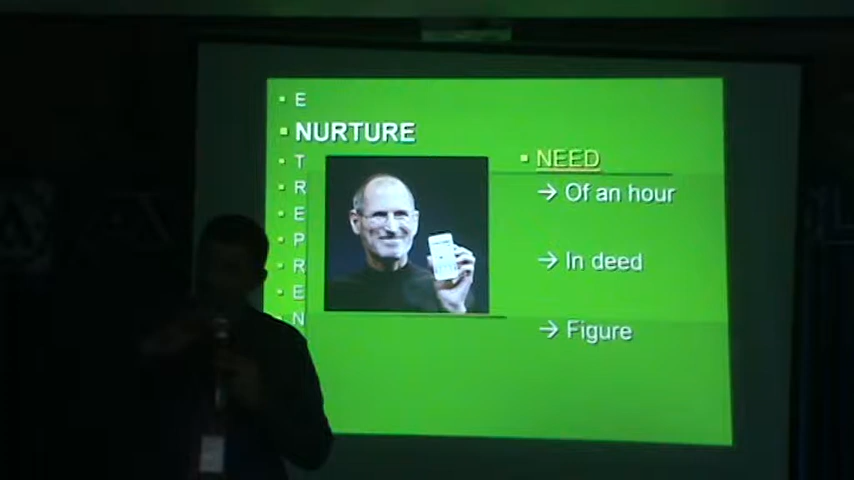 E
NURTURE
T
R
E
P
R
E
N
NEED
→ Of an hour
→ In deed
→ Figure